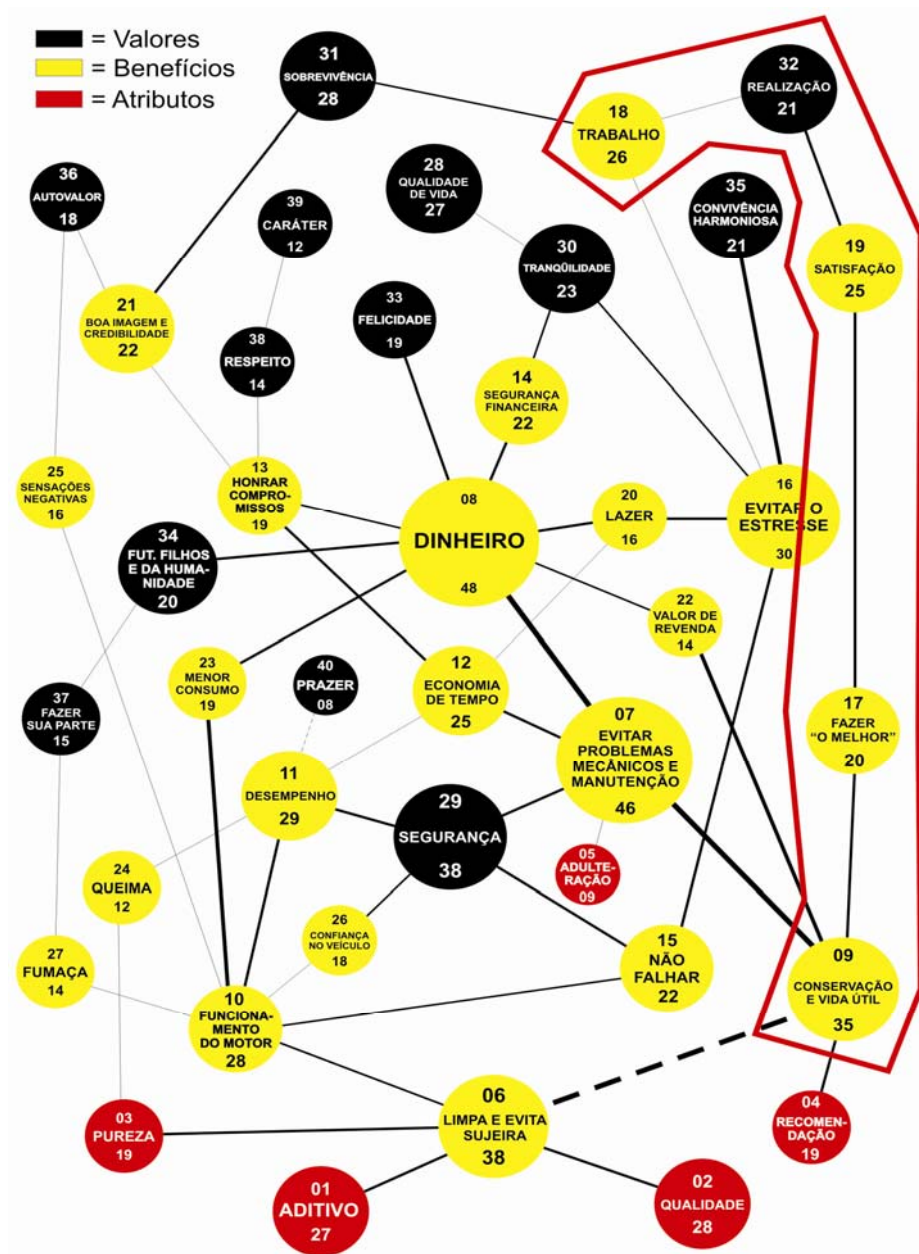 = Valores
= Benefícios
= Atributos
31
SOBREVIVÊNCIA
28
32
REALIZAÇÃO
21
18
TRABALHO
26
36
AUTOVALOR
18
28
QUALIDADE
DE VIDA
27
35
CONVIVÊNCIA
HARMONIOSA
21
39
CARÁTER
12
30
TRANQÜILIDADE
23
19
SATISFAÇÃO
25
21
BOA IMAGEM E
CREDIBILIDADE
22
33
FELICIDADE
19
38
RESPEITO
14
14
SEGURANÇA
FINANCEIRA
22
25
SENSAÇÕES
NEGATIVAS
16
13
HONRAR
COMPRO-
MISSOS
19
08
DINHEIRO
48
20
LAZER
16
16
EVITAR O
ESTRESSE
30
34
FUT. FILHOS
E DA HUMA-
NIDADE
20
22
VALOR DE
REVENDA
14
23
MENOR
CONSUMO
19
40
PRAZER
08
12
ECONOMIA
DE TEMPO
25
37
FAZER
SUA PARTE
15
07
EVITAR
PROBLEMAS
MECÂNICOS E
MANUTENÇÃO
46
17
FAZER
“O MELHOR”
20
11
DESEMPENHO
29
29
SEGURANÇA
38
05
ADULTE-
RAÇÃO
09
24
QUEIMA
12
26
CONFIANÇA
NO VEÍCULO
18
15
NÃO
FALHAR
22
27
FUMAÇA
14
09
CONSERVAÇÃO
E VIDA ÚTIL
35
10
FUNCIONA-
MENTO
DO MOTOR
28
06
LIMPA E EVITA
SUJEIRA
38
03
PUREZA
19
04
RECOMEN-
DAÇÃO
19
01
ADITIVO
27
02
QUALIDADE
28